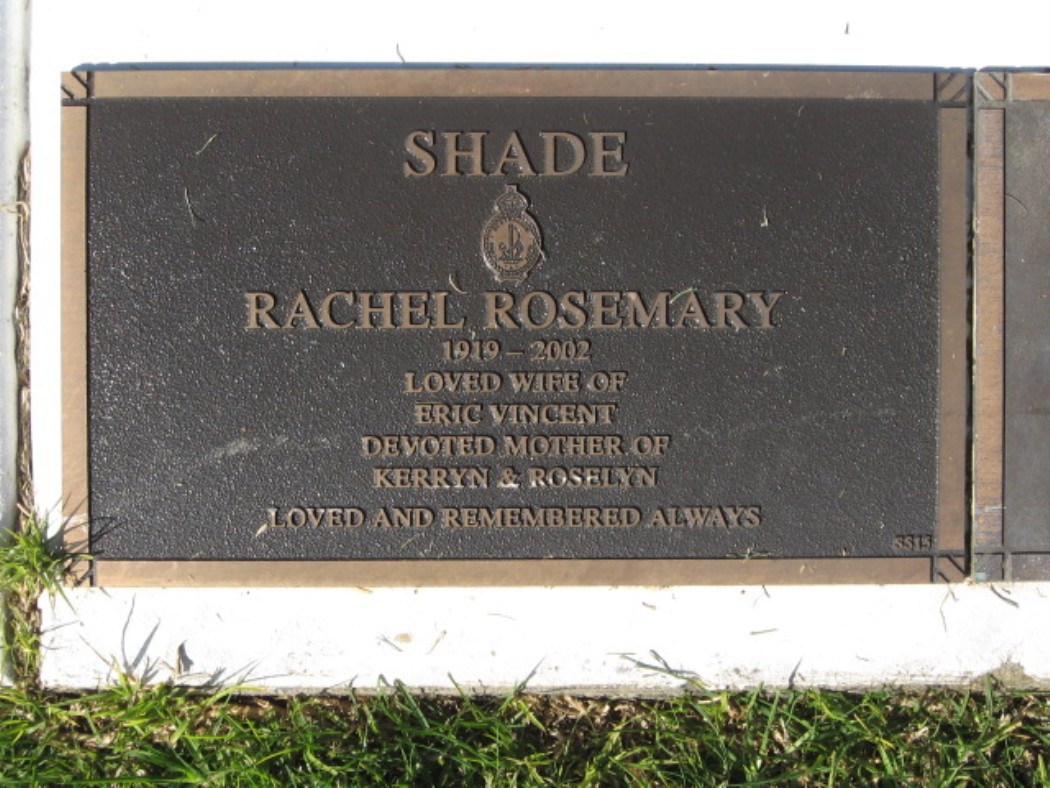 SHADE
RACHEL ROSEMARY
1919 – 2002
LOVED WIFE OF
ERIC VINCENT
DEVOTED MOTHER OF
KERRYN & ROSELYN
LOVED AND REMEMBERED ALWAYS